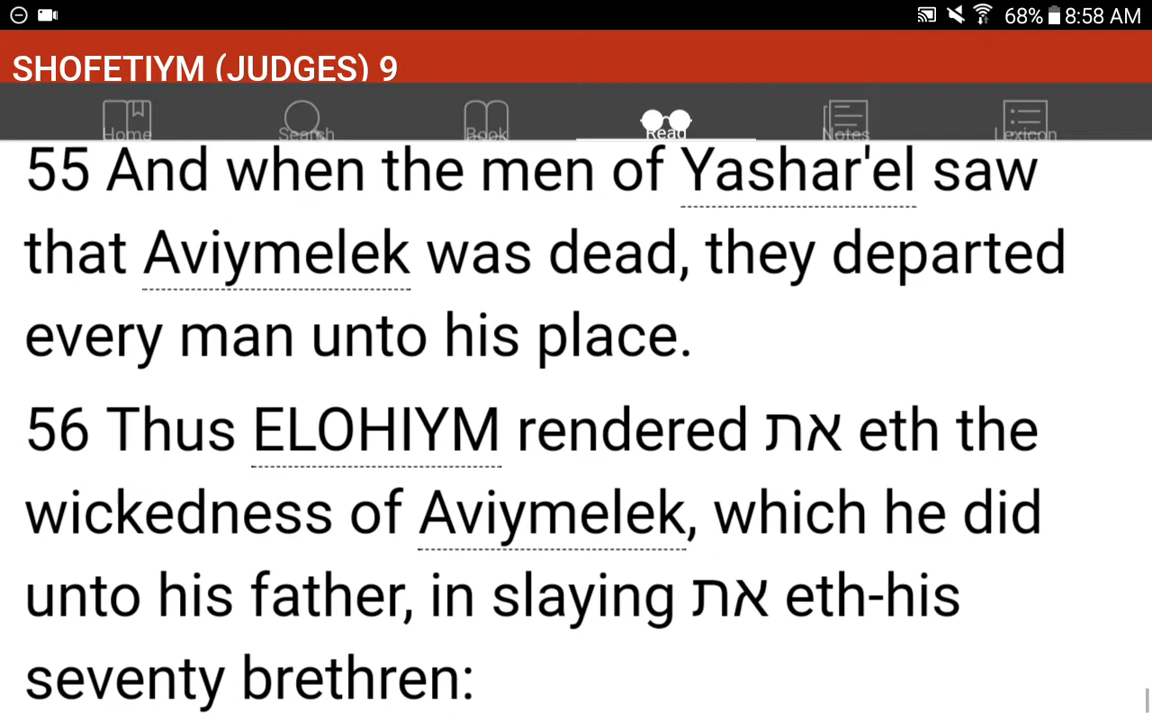 68% 8:58 AM
SHOFETIYM (JUDGES) 9
Home Search Book Read Notes Lexicon
55 And when the men of Yashar'el saw
that Aviymelek was dead, they departed
every man unto his place.
56 Thus ELOHIYM rendered את eth the
wickedness of Aviymelek, which he did
unto his father, in slaying את eth-his
seventy brethren: